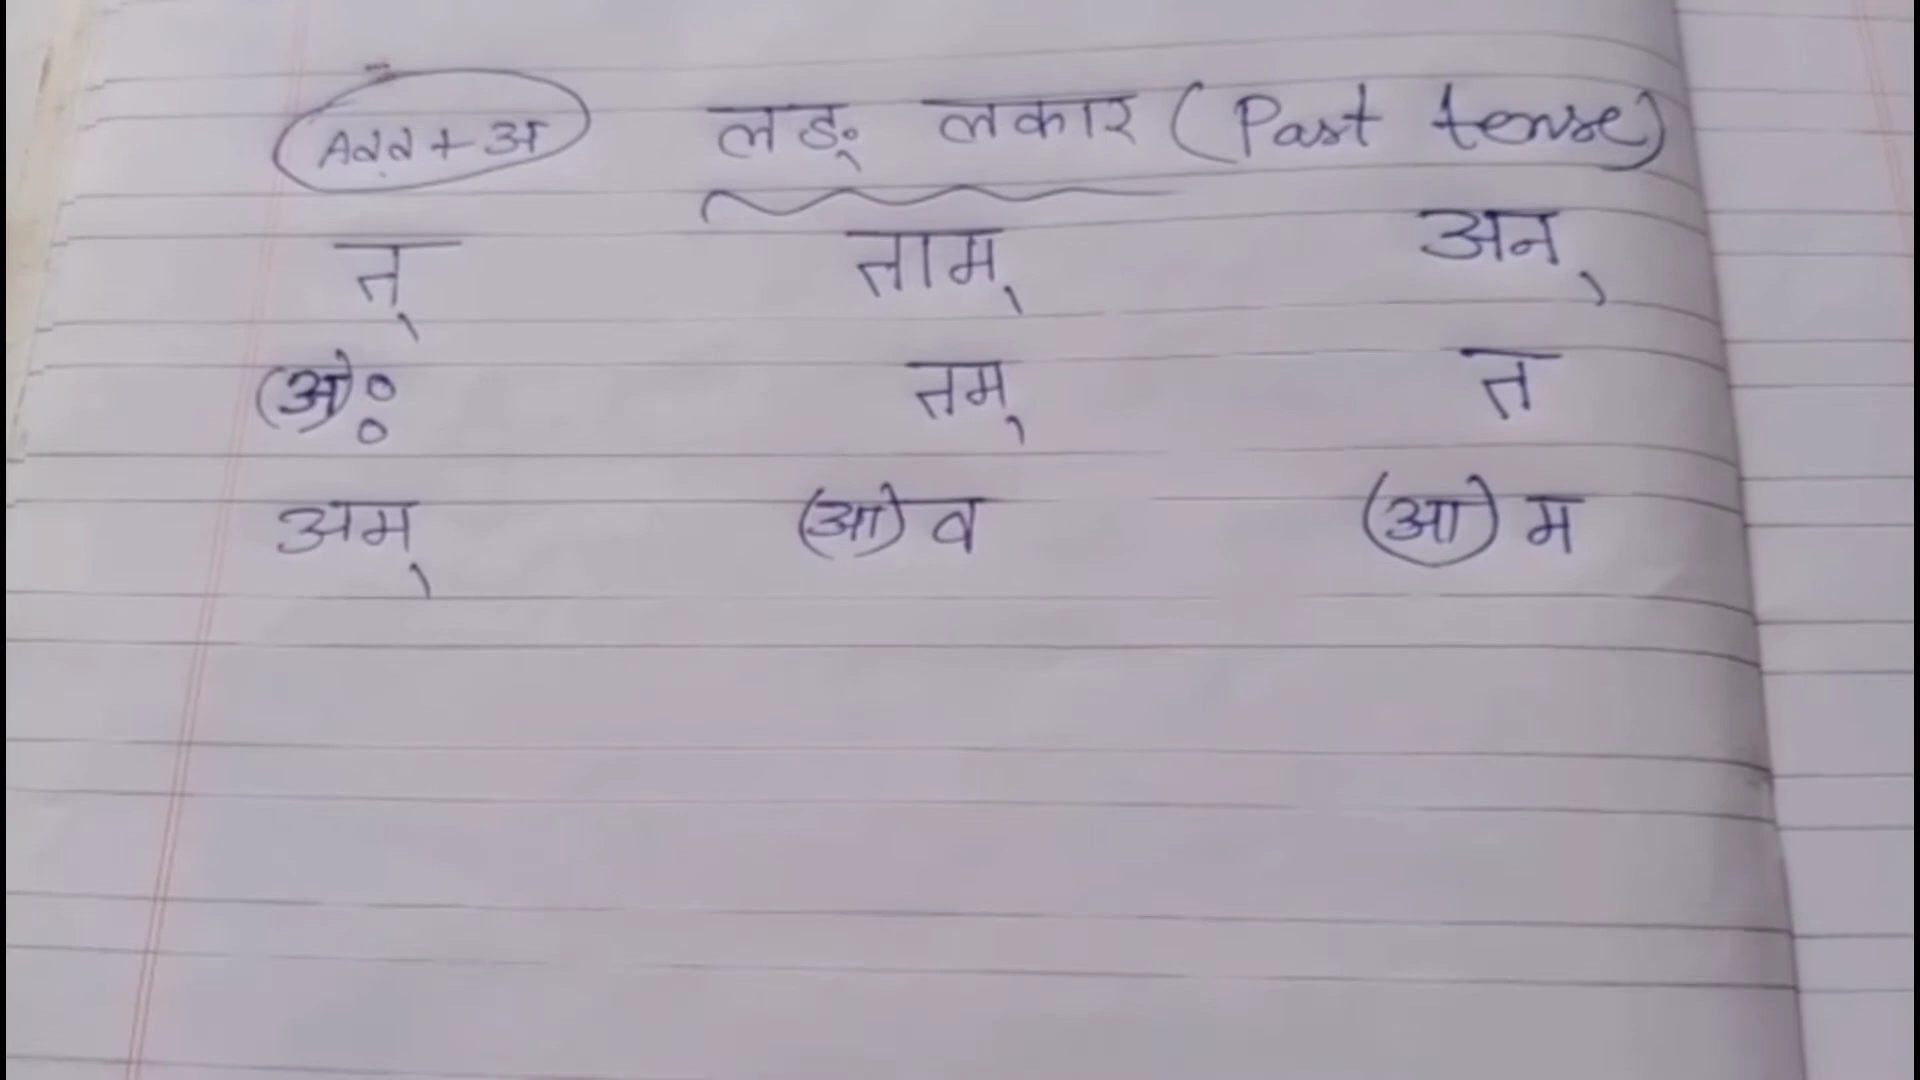 Add + अ लङ् लकार (Past tense)
त् ताम् अन्
(अ)ः तम् त
अम् (आ) व (आ) म